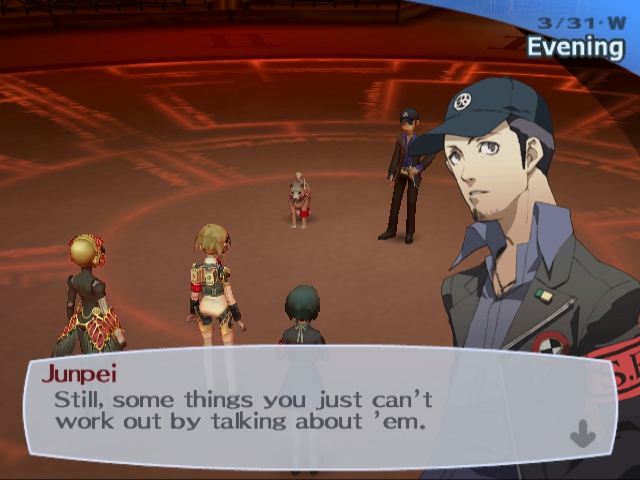 3/31·W
Evening
Junpei
Still, some things you just can't
work out by talking about 'em.
S.E